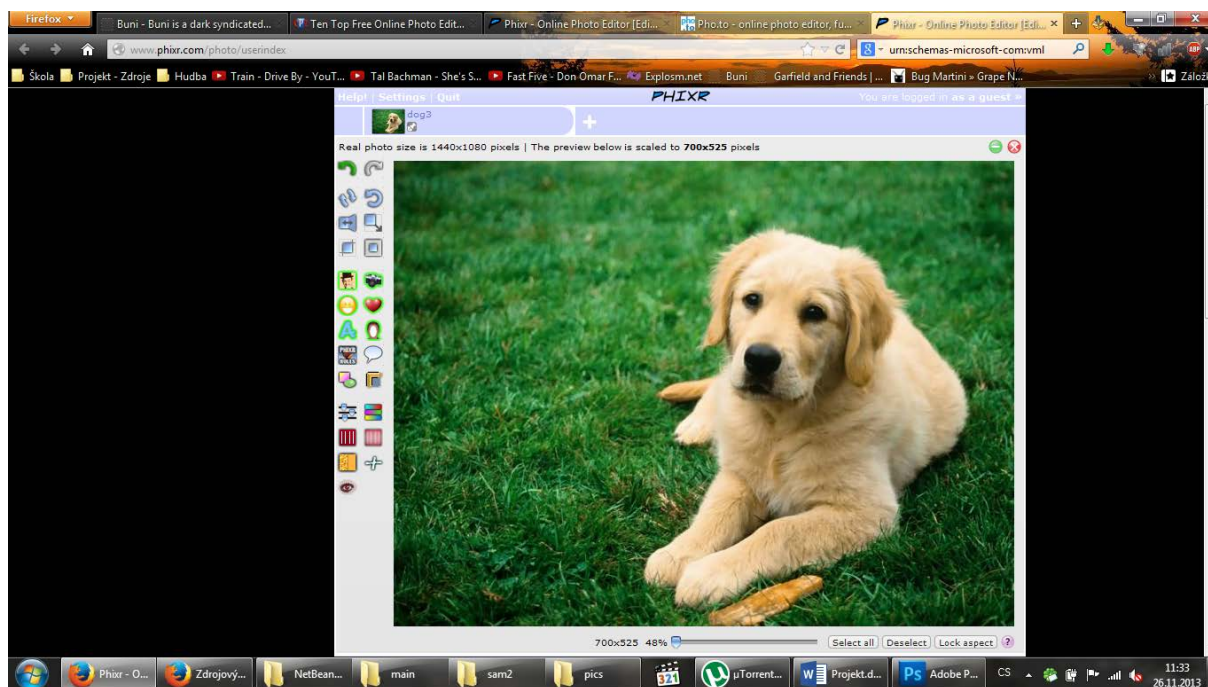 Firefox
Buni - Buni is a dark syndicated...
Ten Top Free Online Photo Edit...
Phixr - Online Photo Editor [Edi...
Pho.to - online photo editor, fu...
Phixr - Online Photo Editor [Edi...
www.phixr.com/photo/userindex
urn:schemas-microsoft-com:vml
Škola
Projekt - Zdroje
Hudba
Train - Drive By - YouT...
Tal Bachman - She's S...
Fast Five - Don Omar F...
Explosm.net
Buni
Garfield and Friends | ...
Bug Martini » Grape N...
Zálož
Help! | Settings | Quit
PHIXR
You are logged in as a guest »
dog3
Real photo size is 1440x1080 pixels | The preview below is scaled to 700x525 pixels
700x525 48%
Select all
Deselect
Lock aspect
?
Phixr - O...
Zdrojový...
NetBean...
main
sam2
pics
321
µTorrent...
Projekt.d...
Adobe P...
CS
11:33
26.11.2013